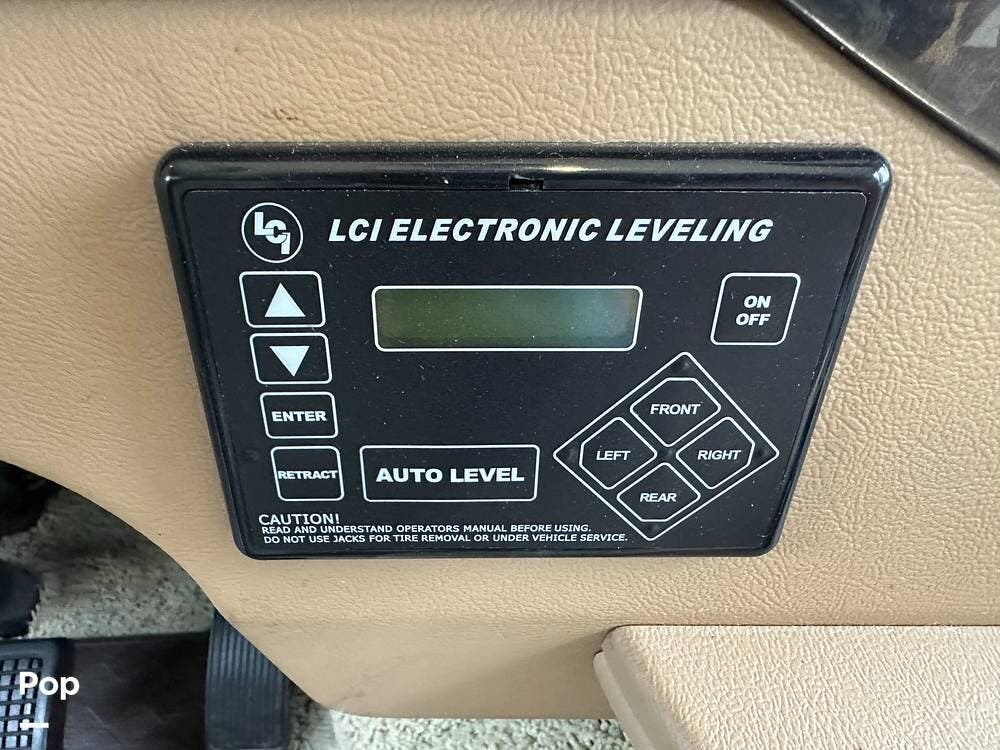 LCI
LCI ELECTRONIC LEVELING
ON
OFF
ENTER
FRONT
LEFT
RIGHT
REAR
RETRACT
AUTO LEVEL
CAUTION!
READ AND UNDERSTAND OPERATORS MANUAL BEFORE USING.
DO NOT USE JACKS FOR TIRE REMOVAL OR UNDER VEHICLE SERVICE.
Pop